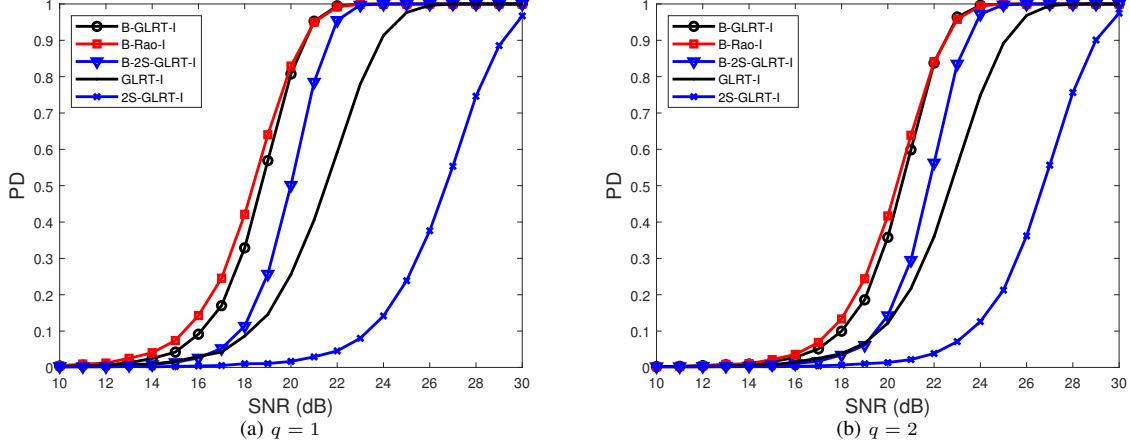 1
0.9
0.8
0.7
0.6
0.5
0.4
0.3
0.2
0.1
0
PD
B-GLRT-I
B-Rao-I
B-2S-GLRT-I
GLRT-I
2S-GLRT-I
10 12 14 16 18 20 22 24 26 28 30
SNR (dB)
(a) q = 1
1
0.9
0.8
0.7
0.6
0.5
0.4
0.3
0.2
0.1
0
PD
B-GLRT-I
B-Rao-I
B-2S-GLRT-I
GLRT-I
2S-GLRT-I
10 12 14 16 18 20 22 24 26 28 30
SNR (dB)
(b) q = 2